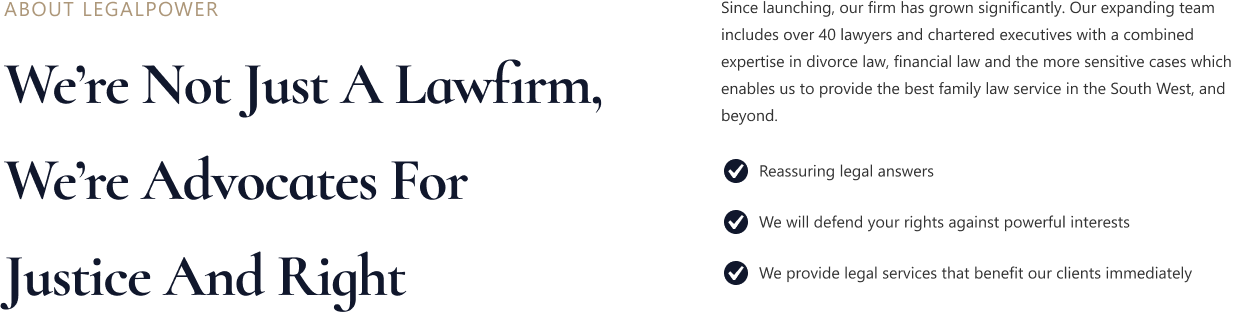 ABOUT LEGALPOWER
We're Not Just A Lawfirm,
We're Advocates For
Justice And Right
Since launching, our firm has grown significantly. Our expanding team
includes over 40 lawyers and chartered executives with a combined
expertise in divorce law, financial law and the more sensitive cases which
enables us to provide the best family law service in the South West, and
beyond.
Reassuring legal answers
We will defend your rights against powerful interests
We provide legal services that benefit our clients immediately